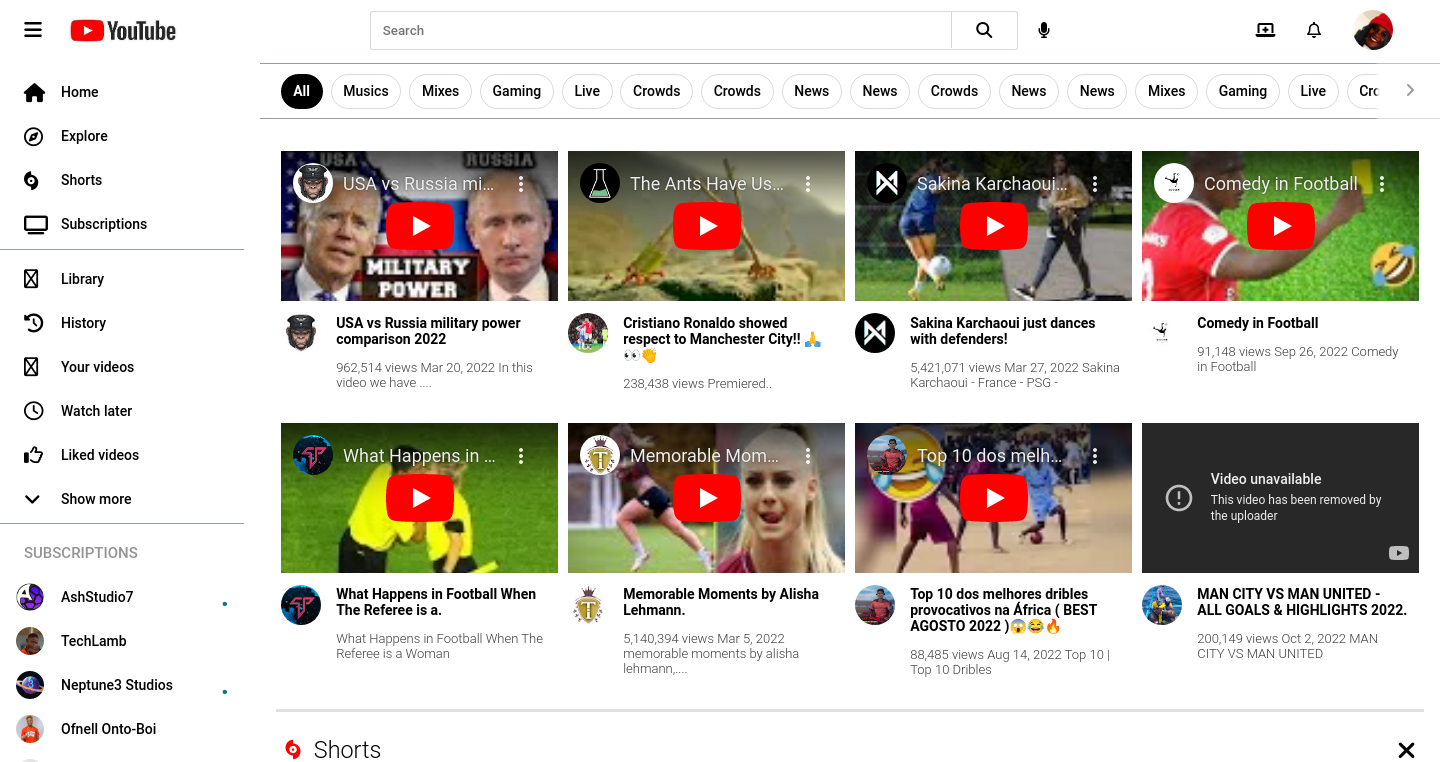 YouTube
Search
Home
Explore
Shorts
Subscriptions
Library
History
Your videos
Watch later
Liked videos
Show more
SUBSCRIPTIONS
AshStudio7
TechLamb
Neptune3 Studios
Ofnell Onto-Boi
All Musics Mixes Gaming Live Crowds Crowds News News Crowds News News Mixes Gaming Live
USA RUSSIA
USA vs Russia mi...
MILITARY
POWER
The Ants Have Us...
Sakina Karchaoui...
Comedy in Football
USA vs Russia military power
comparison 2022
962,514 views Mar 20, 2022 In this
video we have ....
Cristiano Ronaldo showed
respect to Manchester City!! 🙏
👀👏
238,438 views Premiered..
Sakina Karchaoui just dances
with defenders!
5,421,071 views Mar 27, 2022 Sakina
Karchaoui - France - PSG -
Comedy in Football
91,148 views Sep 26, 2022 Comedy
in Football
What Happens in ...
Memorable Mom...
Top 10 dos melh...
Video unavailable
This video has been removed by
the uploader
What Happens in Football When
The Referee is a.
What Happens in Football When The
Referee is a Woman
Memorable Moments by Alisha
Lehmann.
5,140,394 views Mar 5, 2022
memorable moments by alisha
lehmann,....
Top 10 dos melhores dribles
provocativos na África ( BEST
AGOSTO 2022 )😱😂🔥
88,485 views Aug 14, 2022 Top 10 |
Top 10 Dribles
MAN CITY VS MAN UNITED -
ALL GOALS & HIGHLIGHTS 2022.
200,149 views Oct 2, 2022 MAN
CITY VS MAN UNITED
Shorts